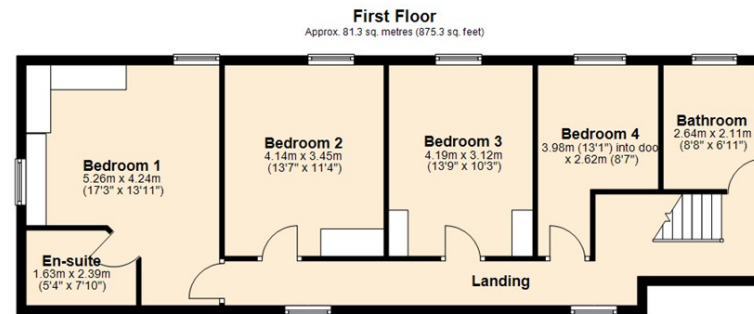 First Floor
Approx. 81.3 sq. metres (875.3 sq. feet)
Bedroom 1
5.26m x 4.24m
(17'3" x 13'11")
Bedroom 2
4.14m x 3.45m
(13'7" x 11'4")
Bedroom 3
4.19m x 3.12m
(13'9" x 10'3")
Bedroom 4
3.98m (13'1") into doo
x 2.62m (8'7")
Bathroom
2.64m x 2.11m
(8'8" x 6'11")
En-suite
1.63m x 2.39m
(5'4" x 7'10")
Landing